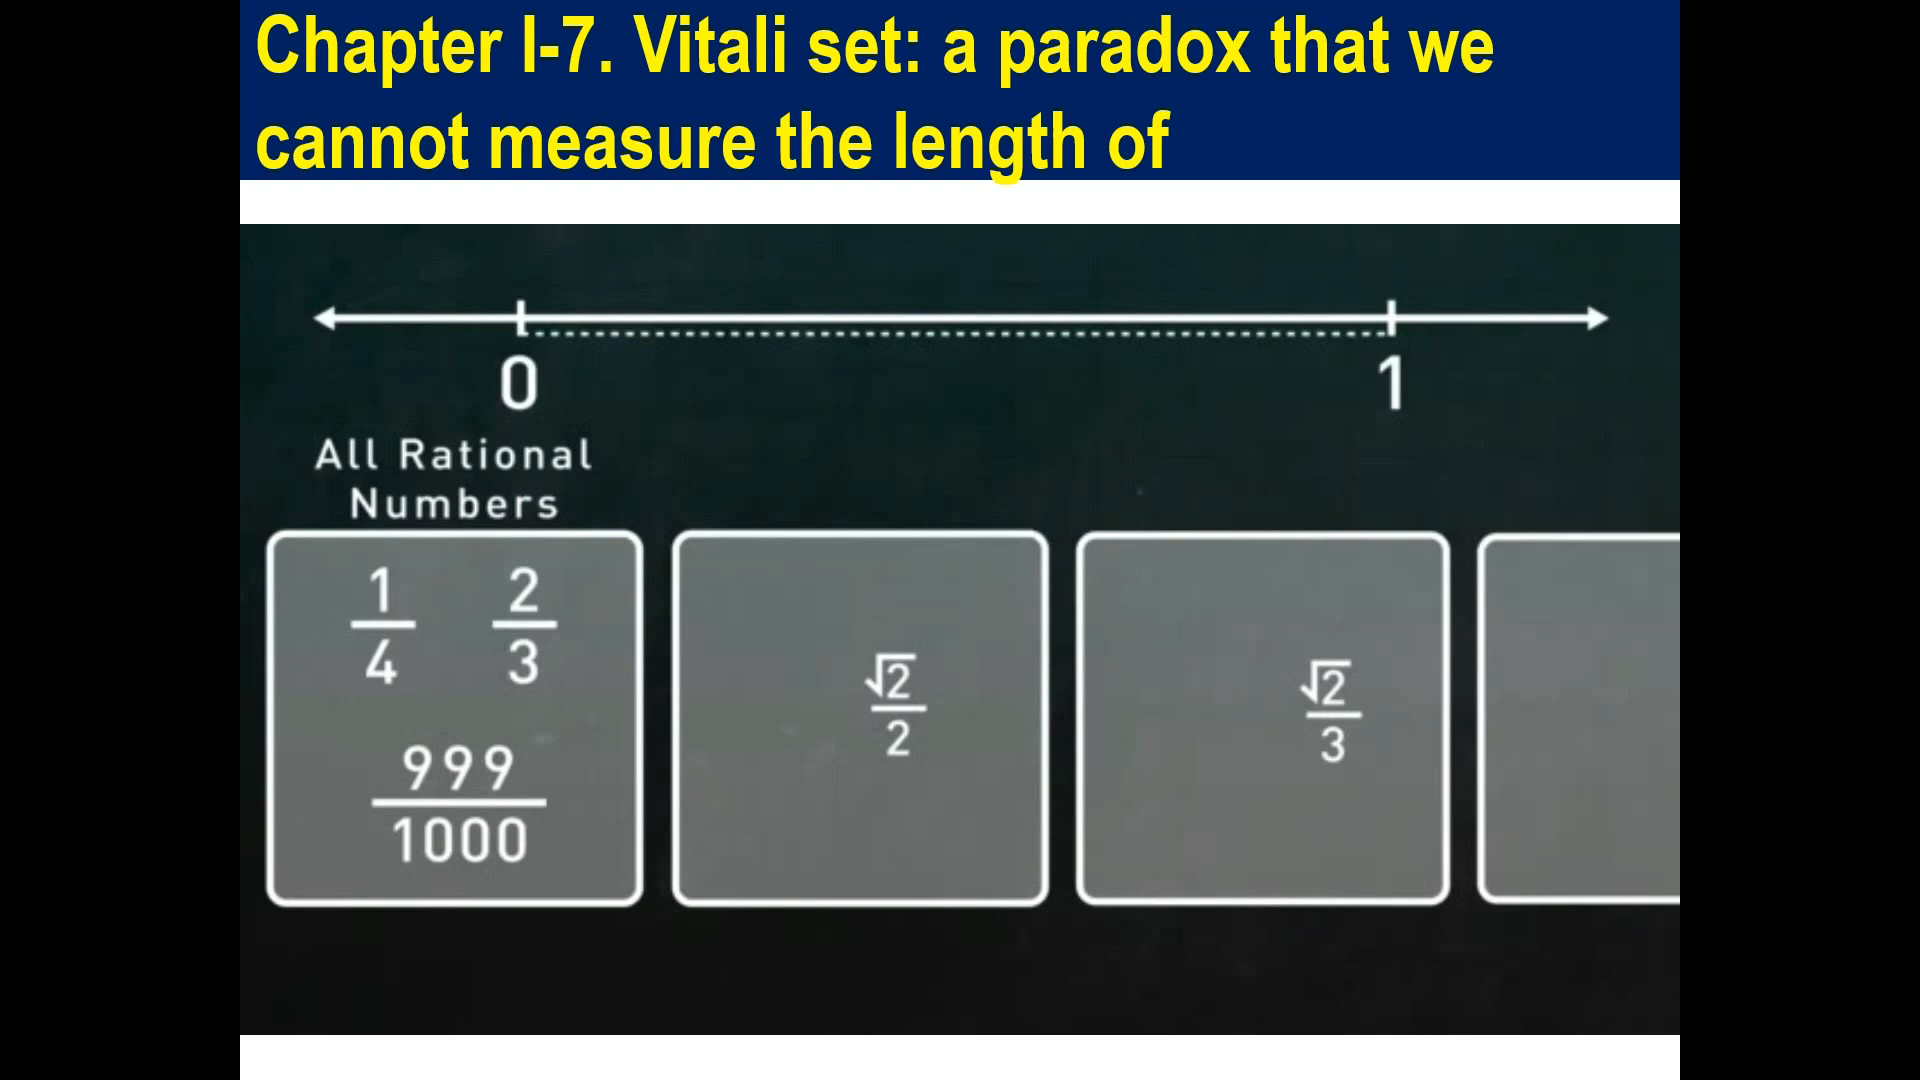 Chapter I-7. Vitali set: a paradox that we
cannot measure the length of
0 1
All Rational
Numbers
1 2
4 3
999
1000
√2
2
√2
3